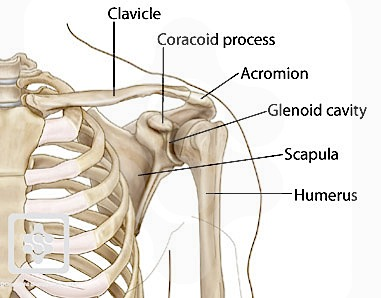 Clavicle
Coracoid process
Acromion
Glenoid cavity
Scapula
Humerus